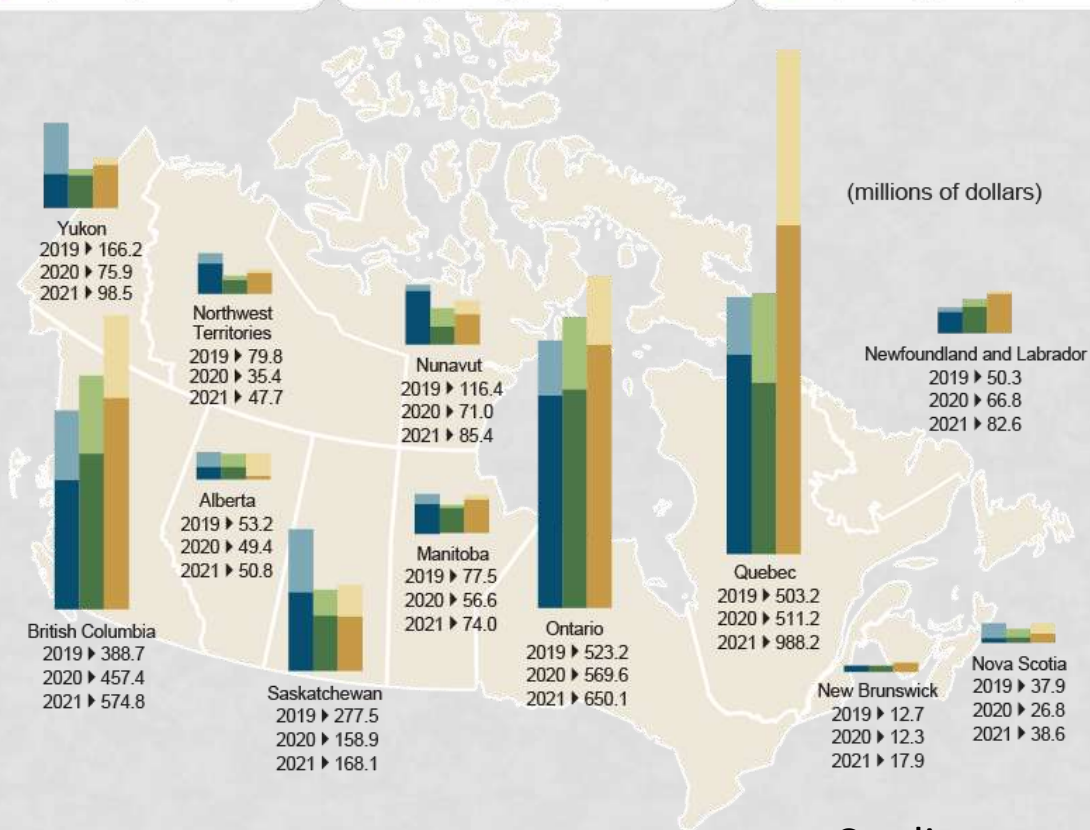 (millions of dollars)
Yukon
2019 ▸ 166.2
2020 ▸ 75.9
2021 ▸ 98.5
Northwest
Territories
2019 ▸ 79.8
2020 ▸ 35.4
2021 ▸ 47.7
Nunavut
2019 ▸ 116.4
2020 ▸ 71.0
2021 ▸ 85.4
Newfoundland and Labrador
2019 ▸ 50.3
2020 ▸ 66.8
2021 ▸ 82.6
British Columbia
2019 ▸ 388.7
2020 ▸ 457.4
2021 ▸ 574.8
Alberta
2019 ▸ 53.2
2020 ▸ 49.4
2021 ▸ 50.8
Saskatchewan
2019 ▸ 277.5
2020 ▸ 158.9
2021 ▸ 168.1
Manitoba
2019 ▸ 77.5
2020 ▸ 56.6
2021 ▸ 74.0
Ontario
2019 ▸ 523.2
2020 ▸ 569.6
2021 ▸ 650.1
Quebec
2019 ▸ 503.2
2020 ▸ 511.2
2021 ▸ 988.2
New Brunswick
2019 ▸ 12.7
2020 ▸ 12.3
2021 ▸ 17.9
Nova Scotia
2019 ▸ 37.9
2020 ▸ 26.8
2021 ▸ 38.6